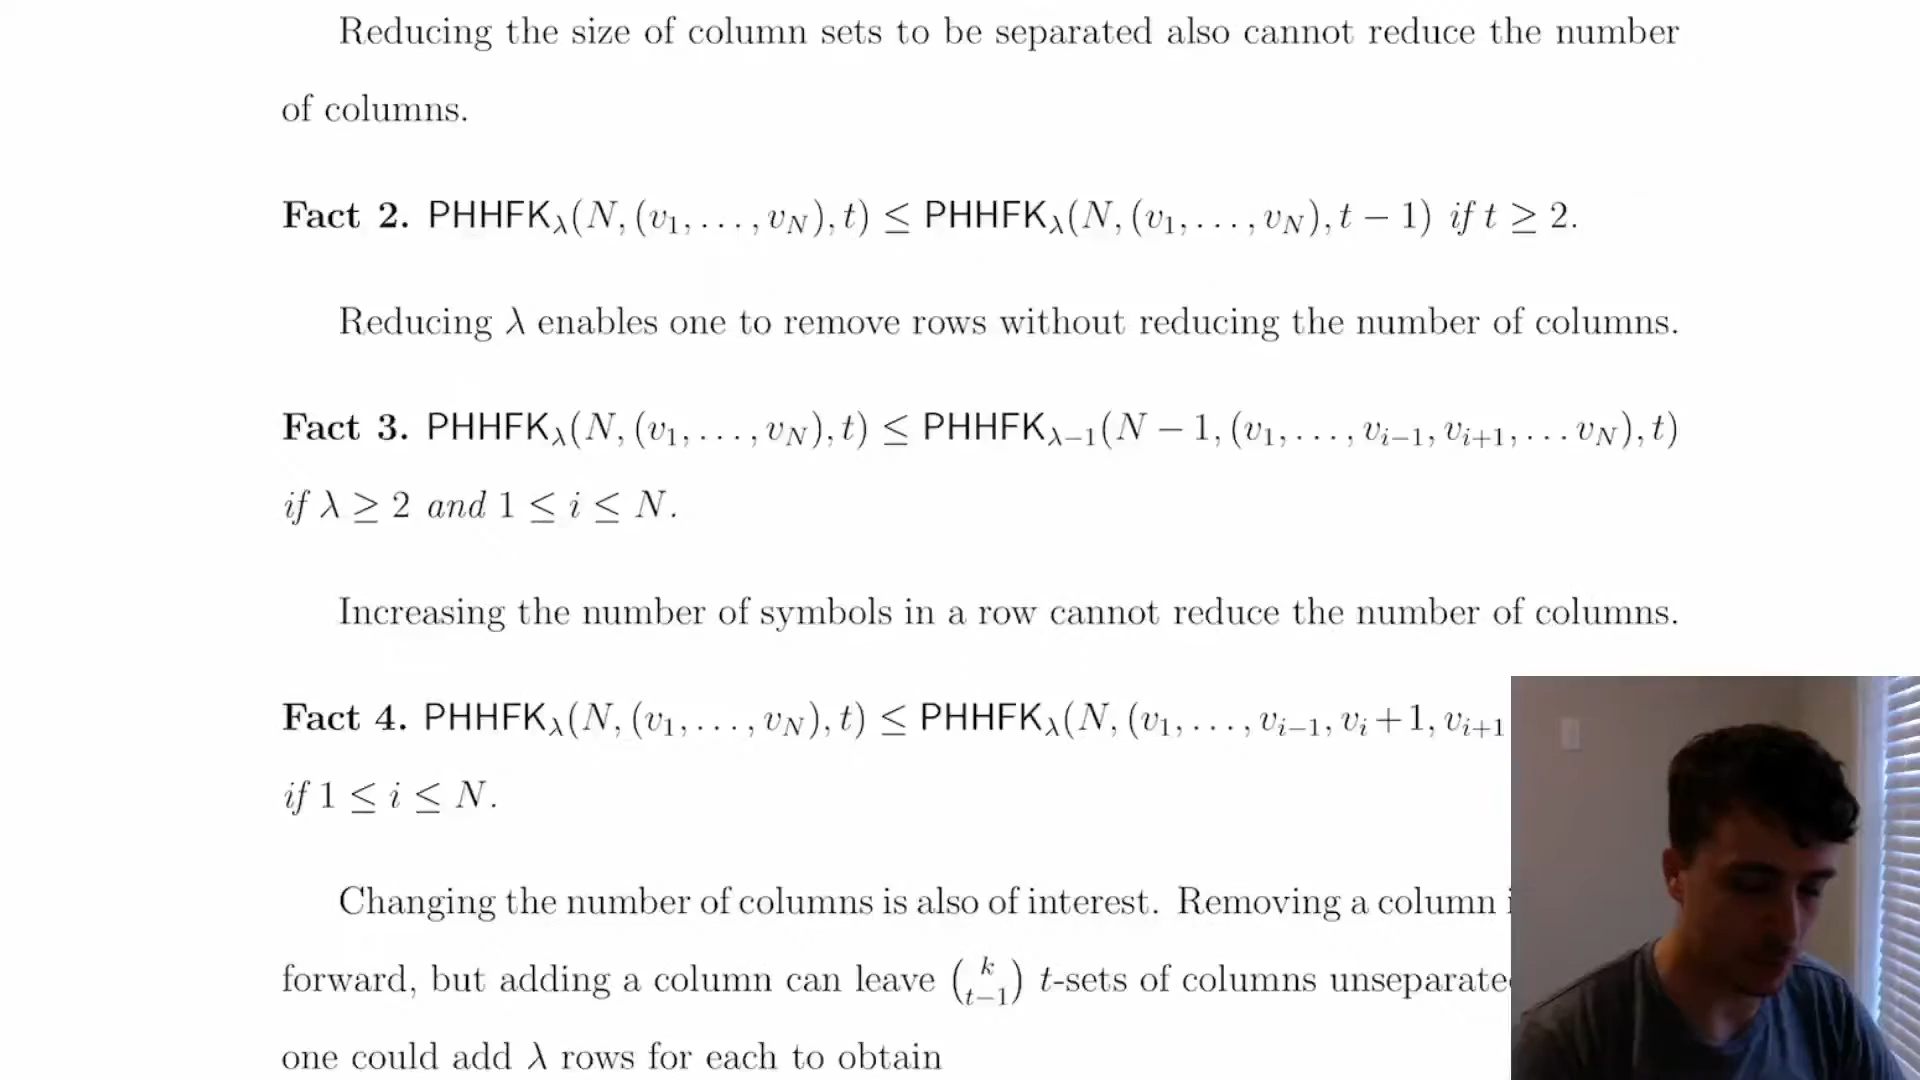 Reducing the size of column sets to be separated also cannot reduce the number
of columns.
Fact 2. PHHFK_λ(N, (v_1, . . . , v_N), t) ≤ PHHFK_λ(N, (v_1, . . . , v_N), t − 1) if t ≥ 2.
Reducing λ enables one to remove rows without reducing the number of columns.
Fact 3. PHHFK_λ(N, (v_1, . . . , v_N), t) ≤ PHHFK_{λ−1}(N − 1, (v_1, . . . , v_{i−1}, v_{i+1}, . . . v_N), t)
if λ ≥ 2 and 1 ≤ i ≤ N.
Increasing the number of symbols in a row cannot reduce the number of columns.
Fact 4. PHHFK_λ(N, (v_1, . . . , v_N), t) ≤ PHHFK_λ(N, (v_1, . . . , v_{i−1}, v_i + 1, v_{i+1}
if 1 ≤ i ≤ N.
Changing the number of columns is also of interest. Removing a column
forward, but adding a column can leave \binom{k}{t−1} t-sets of columns unseparate
one could add λ rows for each to obtain